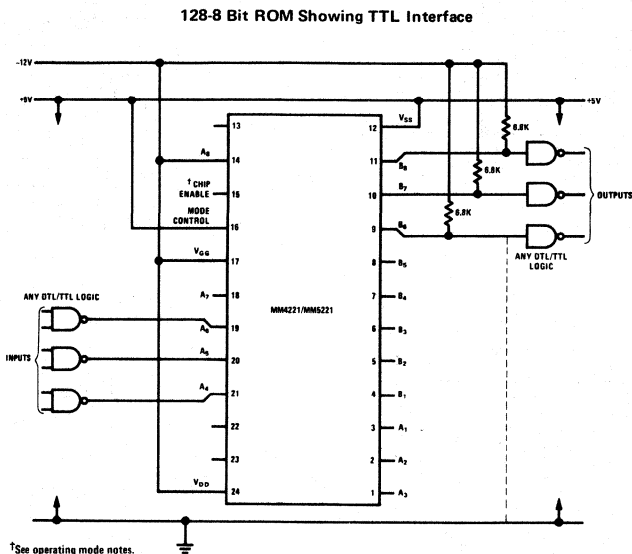 128-8 Bit ROM Showing TTL Interface
-12V
+5V
+5V
VSS
13
12
6.8K
A8
14
11
B8
† CHIP
ENABLE
15
10
B7
6.8K
OUTPUTS
MODE
CONTROL
16
9
B6
6.8K
VGG
17
8
B5
ANY DTL/TTL
LOGIC
ANY DTL/TTL LOGIC
A7
18
7
B4
MM4221/MM5221
A6
19
6
B3
INPUTS
A5
20
5
B2
A4
21
4
B1
22
3
A1
23
2
A2
VDD
24
1
A3
†See operating mode notes.